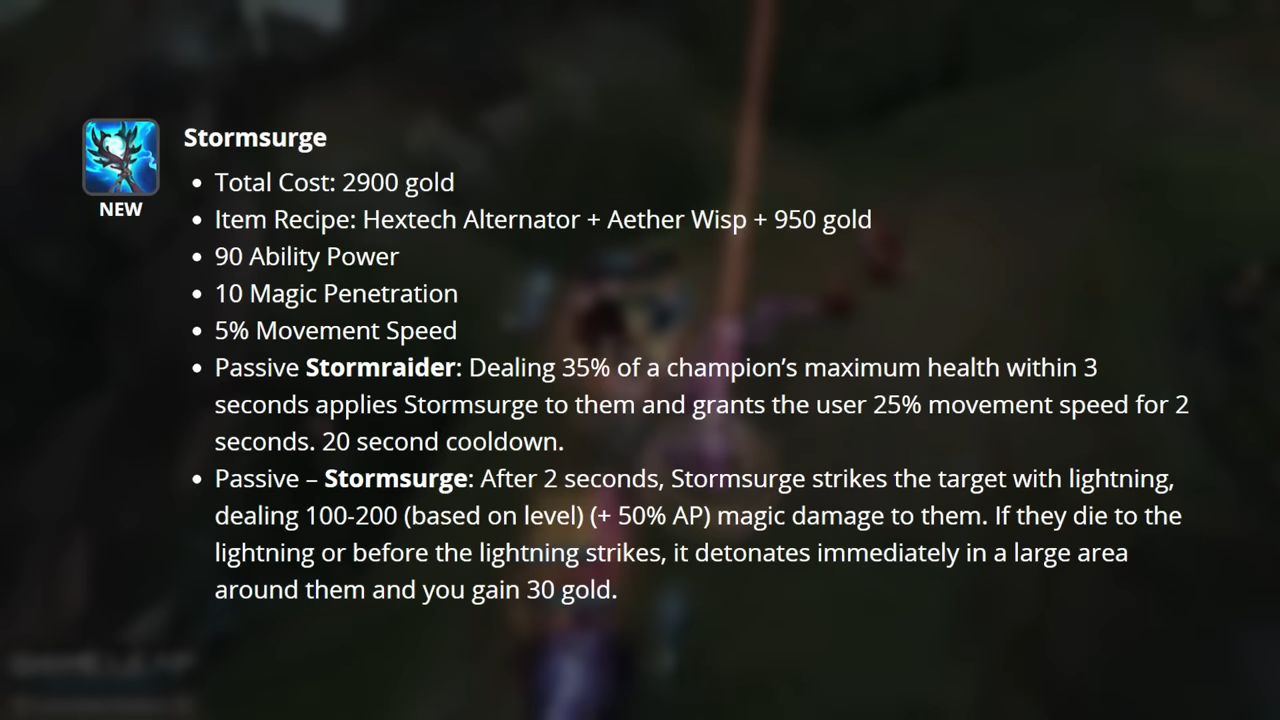 Stormsurge
NEW
• Total Cost: 2900 gold
• Item Recipe: Hextech Alternator + Aether Wisp + 950 gold
• 90 Ability Power
• 10 Magic Penetration
• 5% Movement Speed
• Passive Stormraider: Dealing 35% of a champion’s maximum health within 3
seconds applies Stormsurge to them and grants the user 25% movement speed for 2
seconds. 20 second cooldown.
• Passive – Stormsurge: After 2 seconds, Stormsurge strikes the target with lightning,
dealing 100-200 (based on level) (+ 50% AP) magic damage to them. If they die to the
lightning or before the lightning strikes, it detonates immediately in a large area
around them and you gain 30 gold.